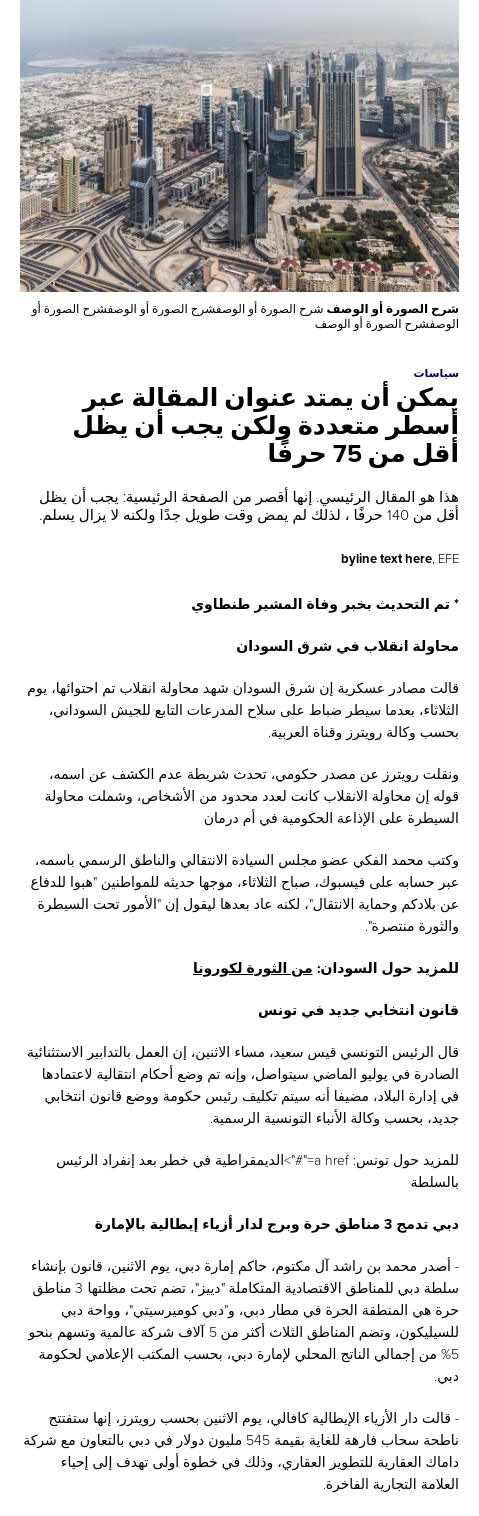 شرح الصورة أو الوصف شرح الصورة أو الوصفشرح الصورة أو الوصفشرح الصورة أو
الوصفشرح الصورة أو الوصف
سياسات
يمكن أن يمتد عنوان المقالة عبر
أسطر متعددة ولكن يجب أن يظل
أقل من 75 حرفًا
هذا هو المقال الرئيسي. إنها أقصر من الصفحة الرئيسية: يجب أن يظل
أقل من 140 حرفًا ، لذلك لم يمض وقت طويل جدًا ولكنه لا يزال يسلم.
byline text here, EFE
* تم التحديث بخبر وفاة المشير طنطاوي
محاولة انقلاب في شرق السودان
قالت مصادر عسكرية إن شرق السودان شهد محاولة انقلاب تم احتوائها، يوم
الثلاثاء، بعدما سيطر ضباط على سلاح المدرعات التابع للجيش السوداني،
بحسب وكالة رويترز وقناة العربية.
ونقلت رويترز عن مصدر حكومي، تحدث شريطة عدم الكشف عن اسمه،
قوله إن محاولة الانقلاب كانت لعدد محدود من الأشخاص، وشملت محاولة
السيطرة على الإذاعة الحكومية في أم درمان
وكتب محمد الفكي عضو مجلس السيادة الانتقالي والناطق الرسمي باسمه،
عبر حسابه على فيسبوك، صباح الثلاثاء، موجها حديثه للمواطنين "هبوا للدفاع
عن بلادكم وحماية الانتقال"، لكنه عاد بعدها ليقول إن "الأمور تحت السيطرة
والثورة منتصرة".
للمزيد حول السودان: من الثورة لكورونا
قانون انتخابي جديد في تونس
قال الرئيس التونسي قيس سعيد، مساء الاثنين، إن العمل بالتدابير الاستثنائية
الصادرة في يوليو الماضي سيتواصل، وإنه تم وضع أحكام انتقالية لاعتمادها
في إدارة البلاد، مضيفا أنه سيتم تكليف رئيس حكومة ووضع قانون انتخابي
جديد، بحسب وكالة الأنباء التونسية الرسمية.
للمزيد حول تونس: a href="#">الديمقراطية في خطر بعد إنفراد الرئيس
بالسلطة
دبي تدمج 3 مناطق حرة وبرج لدار أزياء إيطالية بالإمارة
- أصدر محمد بن راشد آل مكتوم، حاكم إمارة دبي، يوم الاثنين، قانون بإنشاء
سلطة دبي للمناطق الاقتصادية المتكاملة "دييز"، تضم تحت مظلتها 3 مناطق
حرة هي المنطقة الحرة في مطار دبي، و"دبي كوميرسيتي"، وواحة دبي
للسيليكون، وتضم المناطق الثلاث أكثر من 5 آلاف شركة عالمية وتسهم بنحو
5% من إجمالي الناتج المحلي لإمارة دبي، بحسب المكتب الإعلامي لحكومة
دبي.
- قالت دار الأزياء الإيطالية كافالي، يوم الاثنين بحسب رويترز، إنها ستفتتح
ناطحة سحاب فارهة للغاية بقيمة 545 مليون دولار في دبي بالتعاون مع شركة
داماك العقارية للتطوير العقاري، وذلك في خطوة أولى تهدف إلى إحياء
العلامة التجارية الفاخرة.